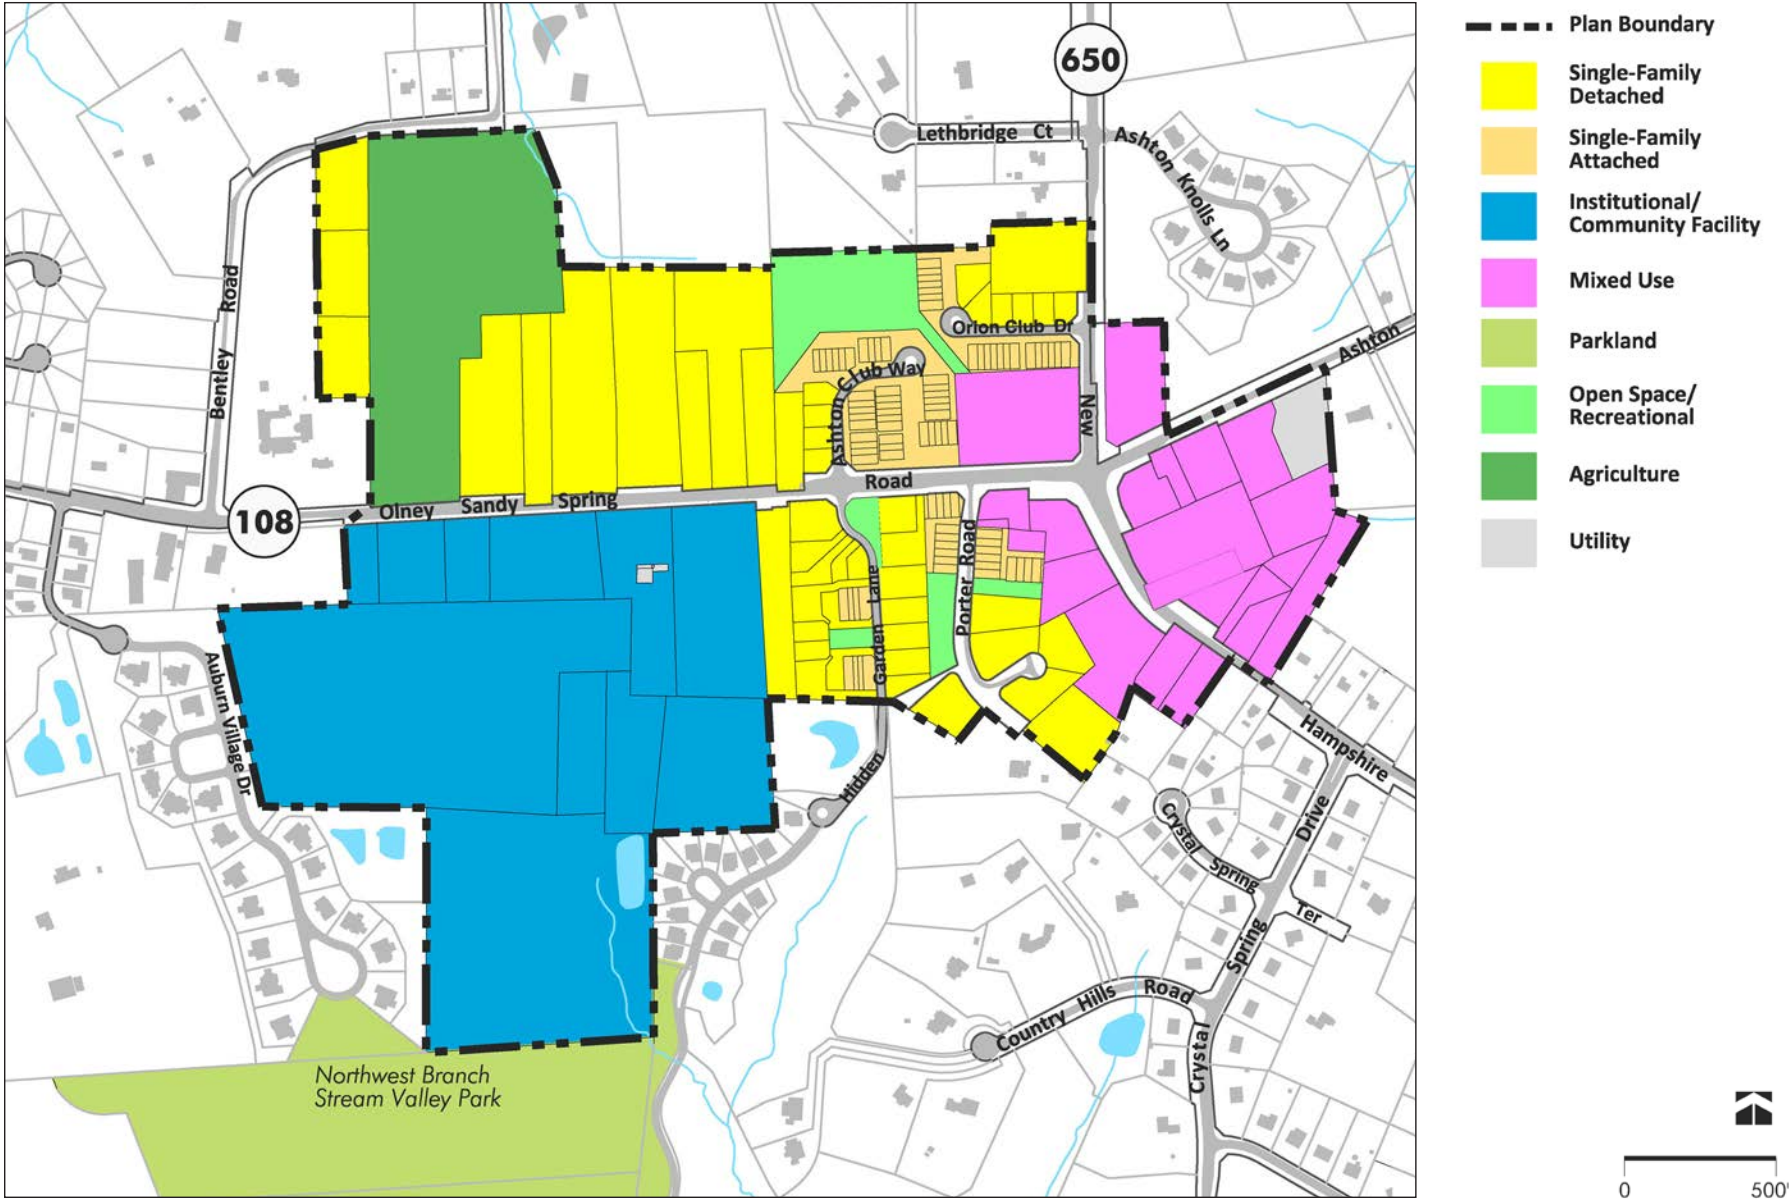 650
Lethbridge Ct
Ashton Knolls Ln
Bentley Road
Orion Club Dr
Ashton
Ashton Club Way
New
Road
108
Olney Sandy Spring
Porter Road
Garden Lane
Auburn Village Dr
Hidden
Hampshire
Crystal Spring
Drive
Ter
Spring
Country Hills Road
Crystal
Northwest Branch
Stream Valley Park
Plan Boundary
Single-Family
Detached
Single-Family
Attached
Institutional/
Community Facility
Mixed Use
Parkland
Open Space/
Recreational
Agriculture
Utility
0 500'